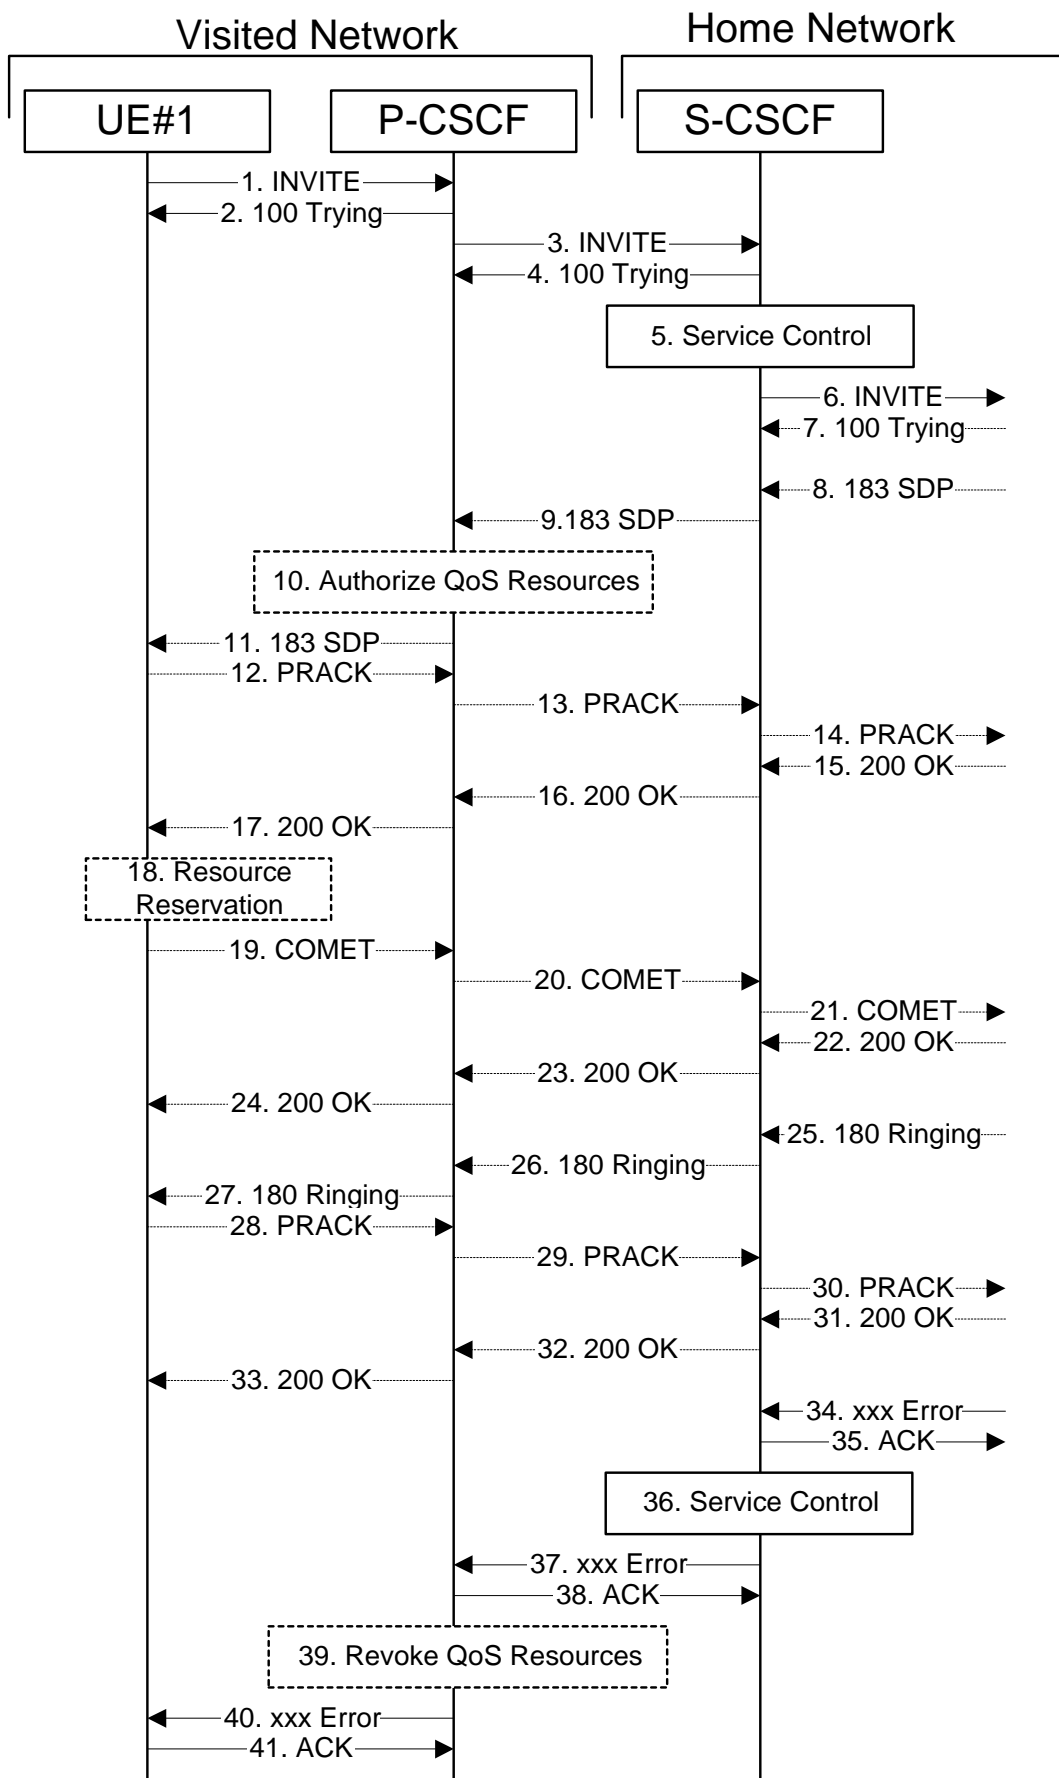 Visited Network
Home Network
UE#1
P-CSCF
S-CSCF
1. INVITE
2. 100 Trying
3. INVITE
4. 100 Trying
5. Service Control
6. INVITE
7. 100 Trying
8. 183 SDP
9.183 SDP
10. Authorize QoS Resources
11. 183 SDP
12. PRACK
13. PRACK
14. PRACK
15. 200 OK
16. 200 OK
17. 200 OK
18. Resource
Reservation
19. COMET
20. COMET
21. COMET
22. 200 OK
23. 200 OK
24. 200 OK
25. 180 Ringing
26. 180 Ringing
27. 180 Ringing
28. PRACK
29. PRACK
30. PRACK
31. 200 OK
32. 200 OK
33. 200 OK
34. xxx Error
35. ACK
36. Service Control
37. xxx Error
38. ACK
39. Revoke QoS Resources
40. xxx Error
41. ACK